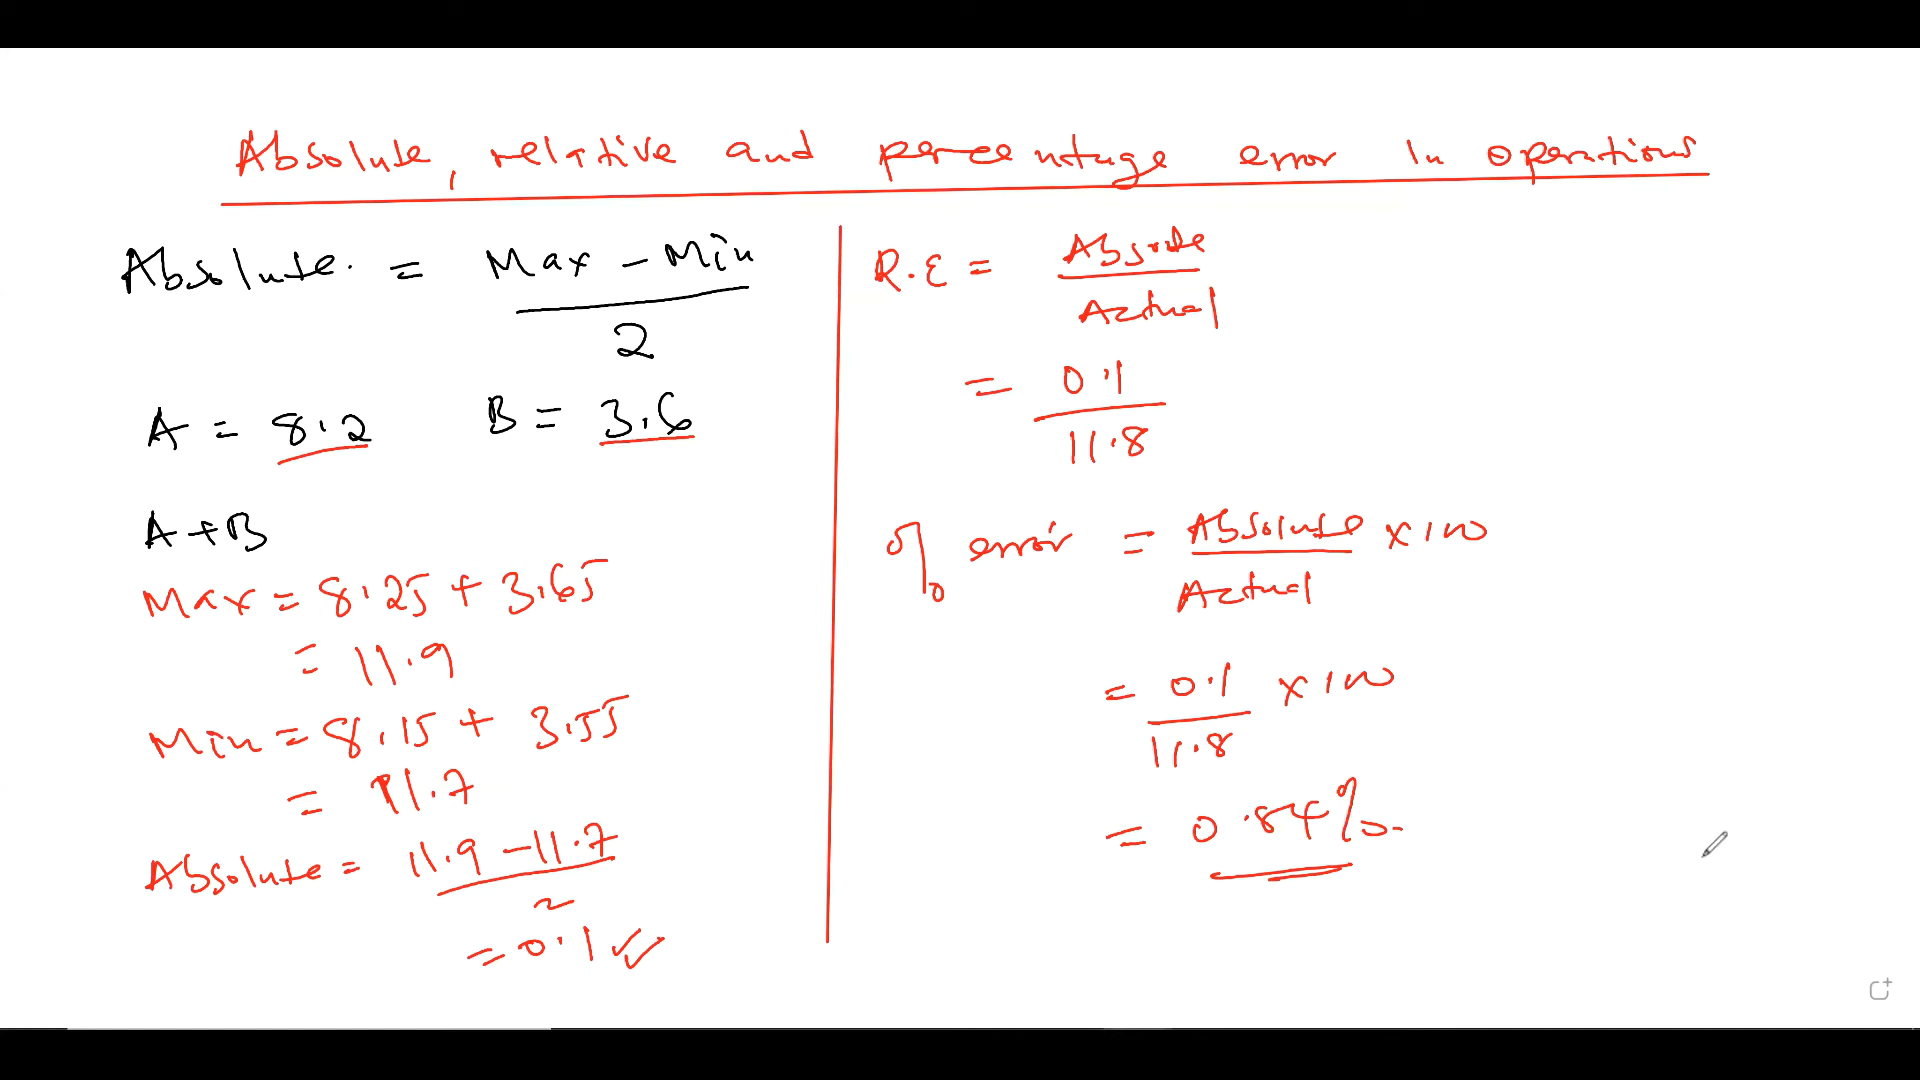 Absolute, relative and percentage error in operations
Absolute. = Max - Min
2
A = 8.2 B = 3.6
A+B
Max = 8.25 + 3.65
= 11.9
Min = 8.15 + 3.55
= 11.7
Absolute = 11.9 - 11.7
2
= 0.1 ✓✓
R.E = Absolute
Actual
= 0.1
11.8
% error = Absolute x 100
Actual
= 0.1 x 100
11.8
= 0.84%.